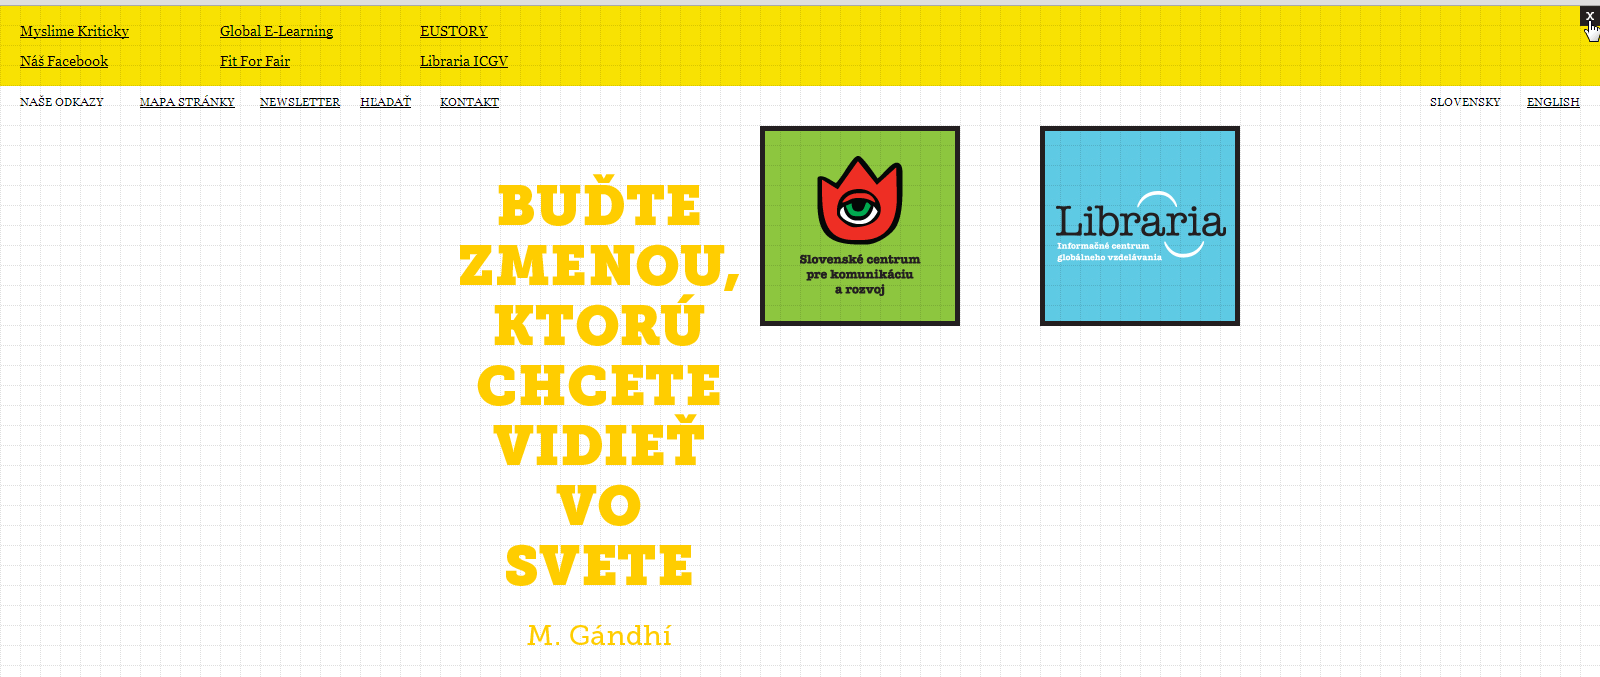 Myslime Kriticky Global E-Learning EUSTORY x
Náš Facebook Fit For Fair Libraria ICGV
NAŠE ODKAZY MAPA STRÁNKY NEWSLETTER HĽADAŤ KONTAKT SLOVENSKY ENGLISH
BUĎTE
ZMENOU,
KTORÚ
CHCETE
VIDIEŤ
VO
SVETE
M. Gándhí
Slovenské centrum
pre komunikáciu
a rozvoj
Libraria
Informačné centrum
globálneho vzdelávania